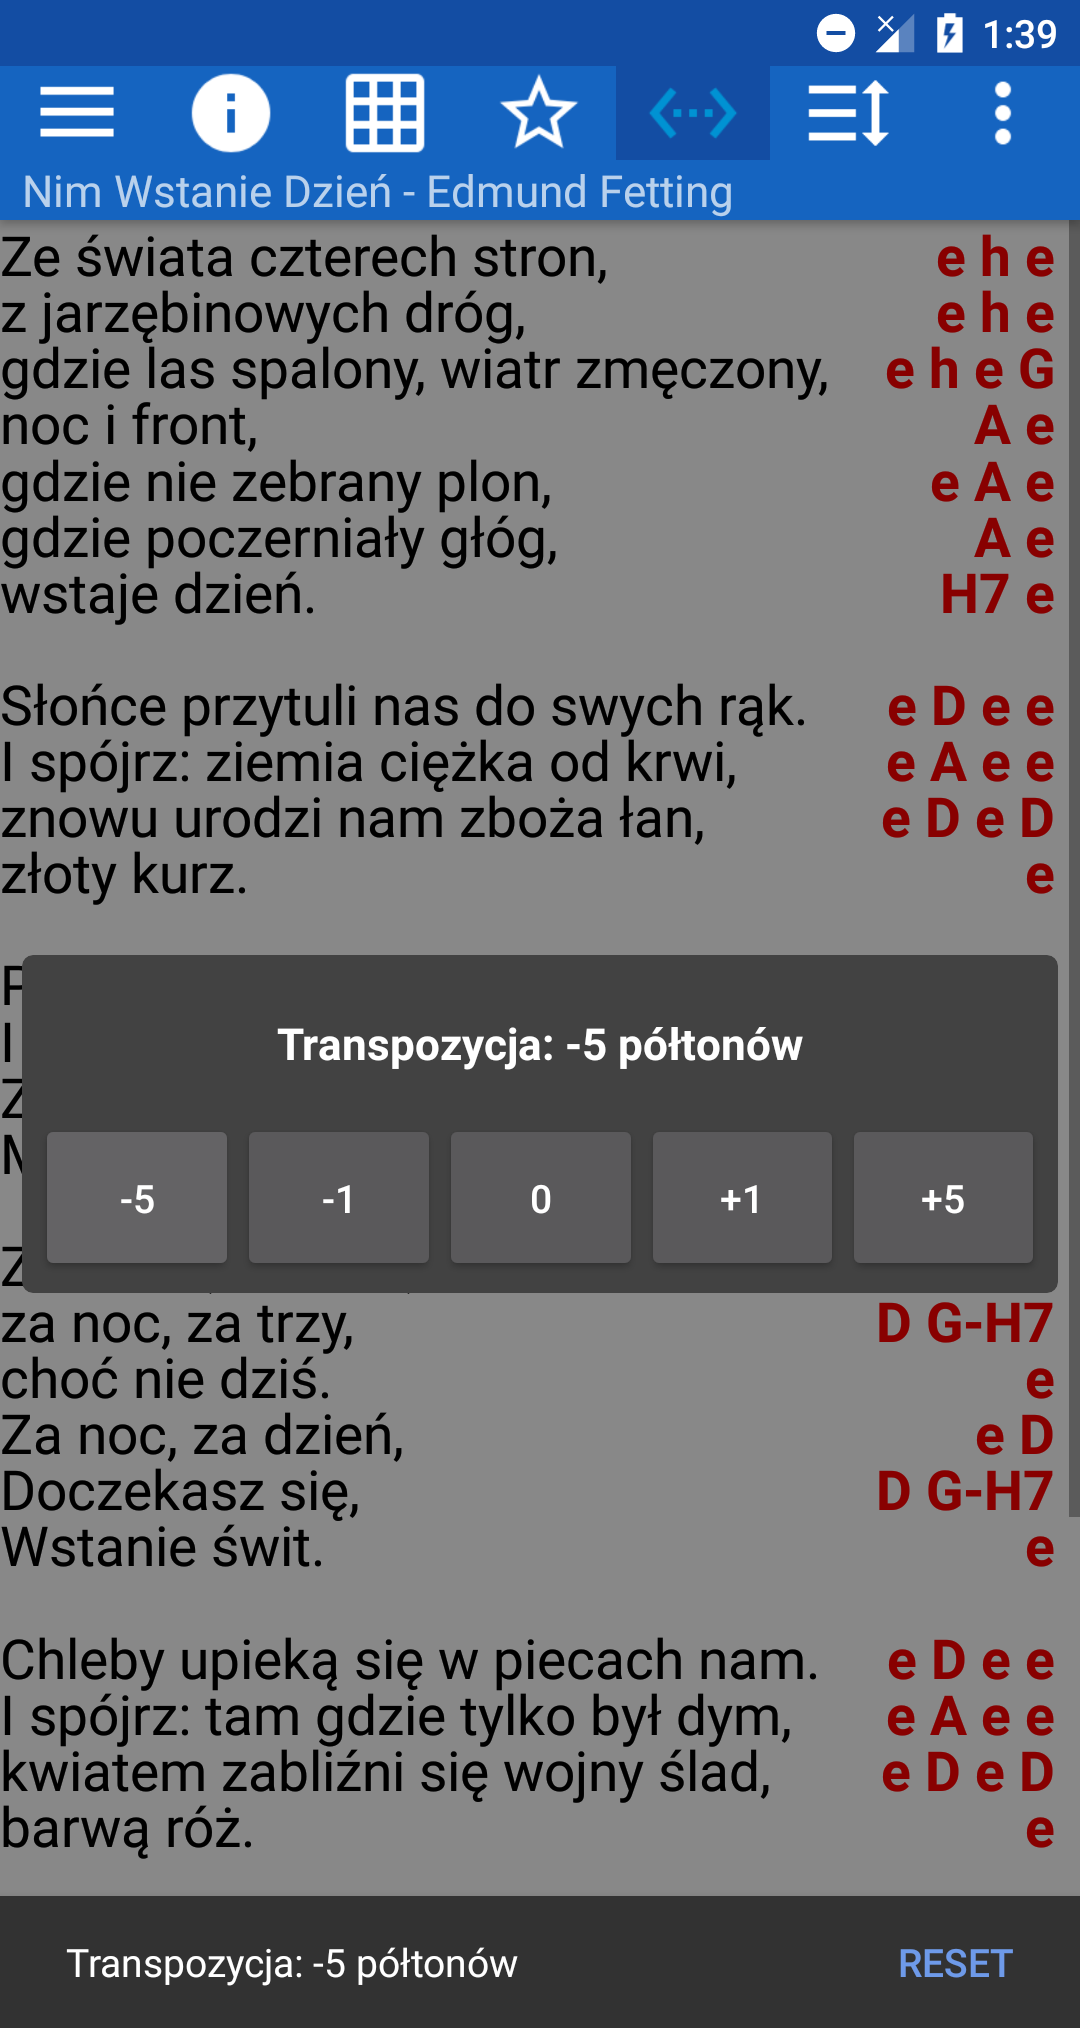 1:39
Nim Wstanie Dzień - Edmund Fetting
Ze świata czterech stron, e h e
z jarzębinowych dróg, e h e
gdzie las spalony, wiatr zmęczony, e h e G
noc i front, A e
gdzie nie zebrany plon, e A e
gdzie poczerniały głóg, A e
wstaje dzień. H7 e
Słońce przytuli nas do swych rąk. e D e e
I spójrz: ziemia ciężka od krwi, e A e e
znowu urodzi nam zboża łan, e D e D
złoty kurz. e
Transpozycja: -5 półtonów
-5 -1 0 +1 +5
za noc, za trzy, D G-H7
choć nie dziś. e
Za noc, za dzień, e D
Doczekasz się, D G-H7
Wstanie świt. e
Chleby upieką się w piecach nam. e D e e
I spójrz: tam gdzie tylko był dym, e A e e
kwiatem zabliźni się wojny ślad, e D e D
barwą róż. e
Transpozycja: -5 półtonów RESET